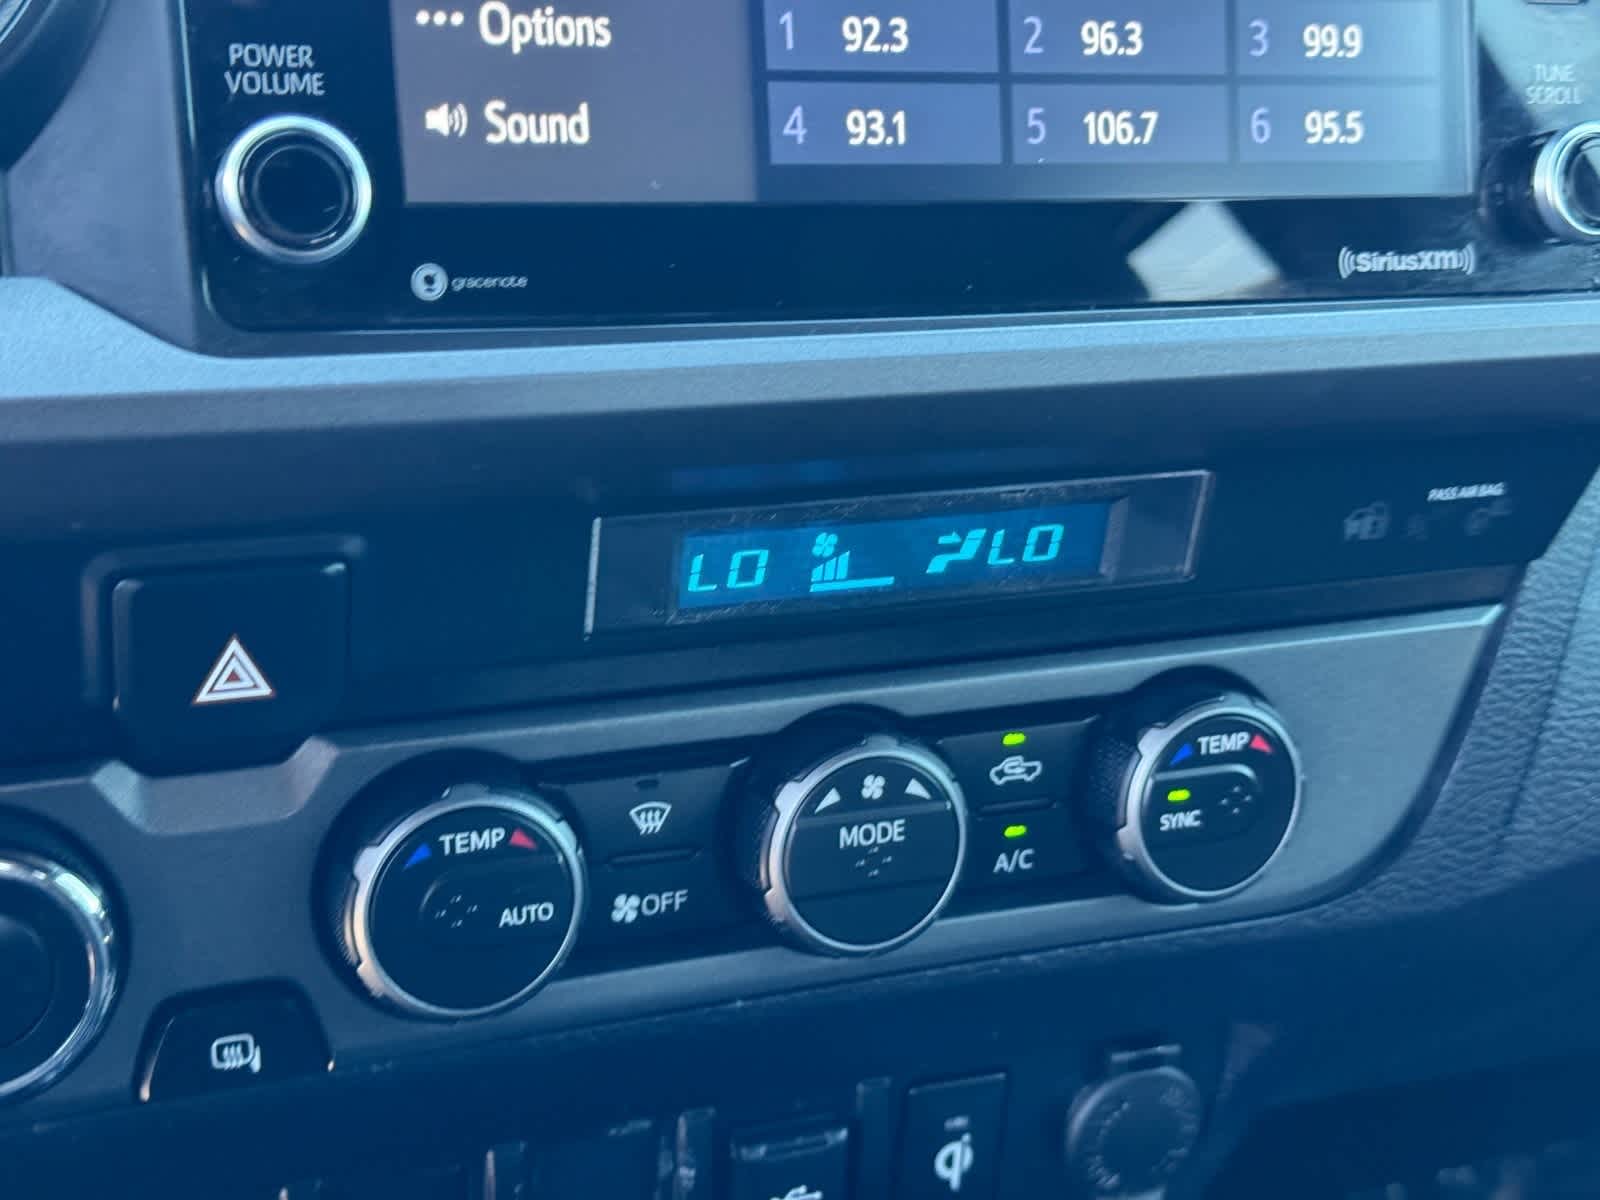 POWER
VOLUME
Options
1 92.3 2 96.3 3 99.9
Sound
4 93.1 5 106.7 6 95.5
TUNE
SCROLL
gracenote
SiriusXM
PASS AIR BAG
LO LO
TEMP
AUTO
OFF
MODE
A/C
TEMP
SYNC